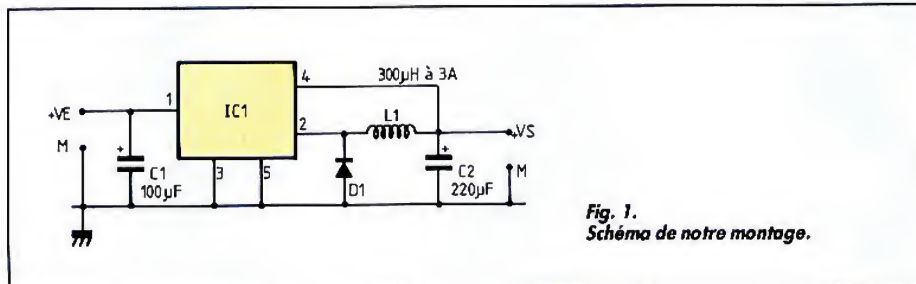 4
300µH à 3A
1
IC1
L1
+VE
2
+VS
M
+
+
M
C1
100µF
3
5
D1
C2
220µF
Fig. 1.
Schéma de notre montage.